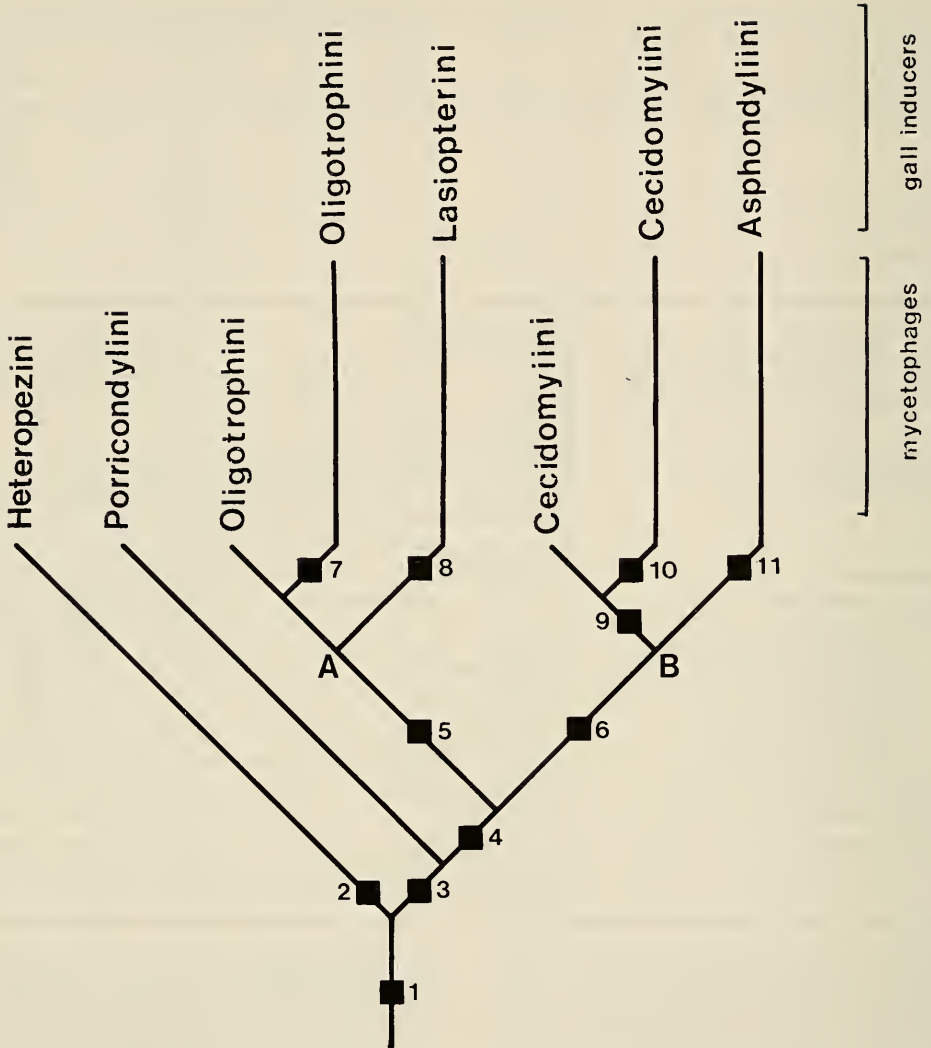 Heteropezini
Porricondylini
Oligotrophini
Oligotrophini
Lasiopterini
Cecidomyiini
Cecidomyiini
Asphondyliini
gall inducers
mycetophages
7
8
10
11
9
A
B
5
6
4
2
3
1